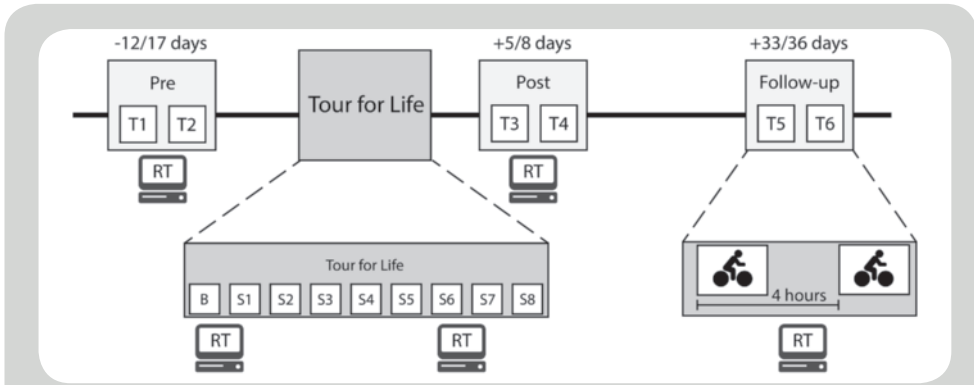 -12/17 days
Pre
T1 T2
RT
Tour for Life
+5/8 days
Post
T3 T4
RT
+33/36 days
Follow-up
T5 T6
Tour for Life
B S1 S2 S3 S4 S5 S6 S7 S8
RT
RT
4 hours
RT